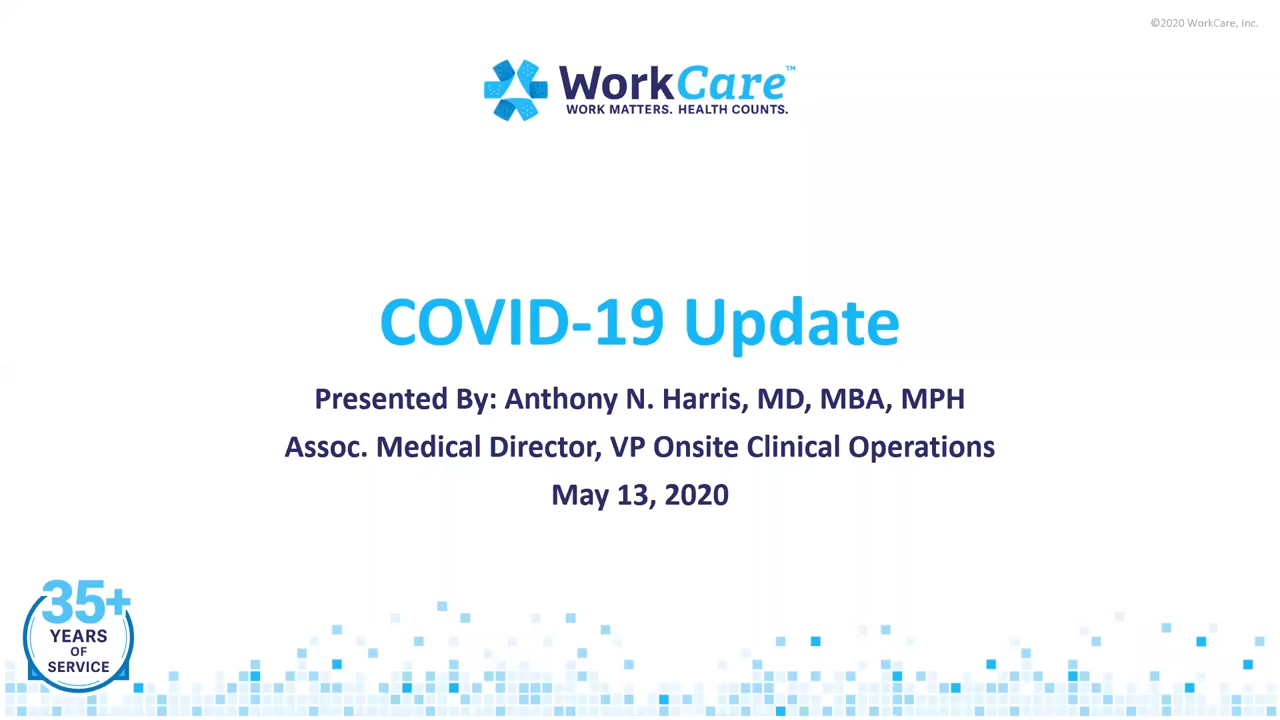 ©2020 WorkCare, Inc.
WorkCare™
WORK MATTERS. HEALTH COUNTS.
COVID-19 Update
Presented By: Anthony N. Harris, MD, MBA, MPH
Assoc. Medical Director, VP Onsite Clinical Operations
May 13, 2020
35+
YEARS
OF
SERVICE